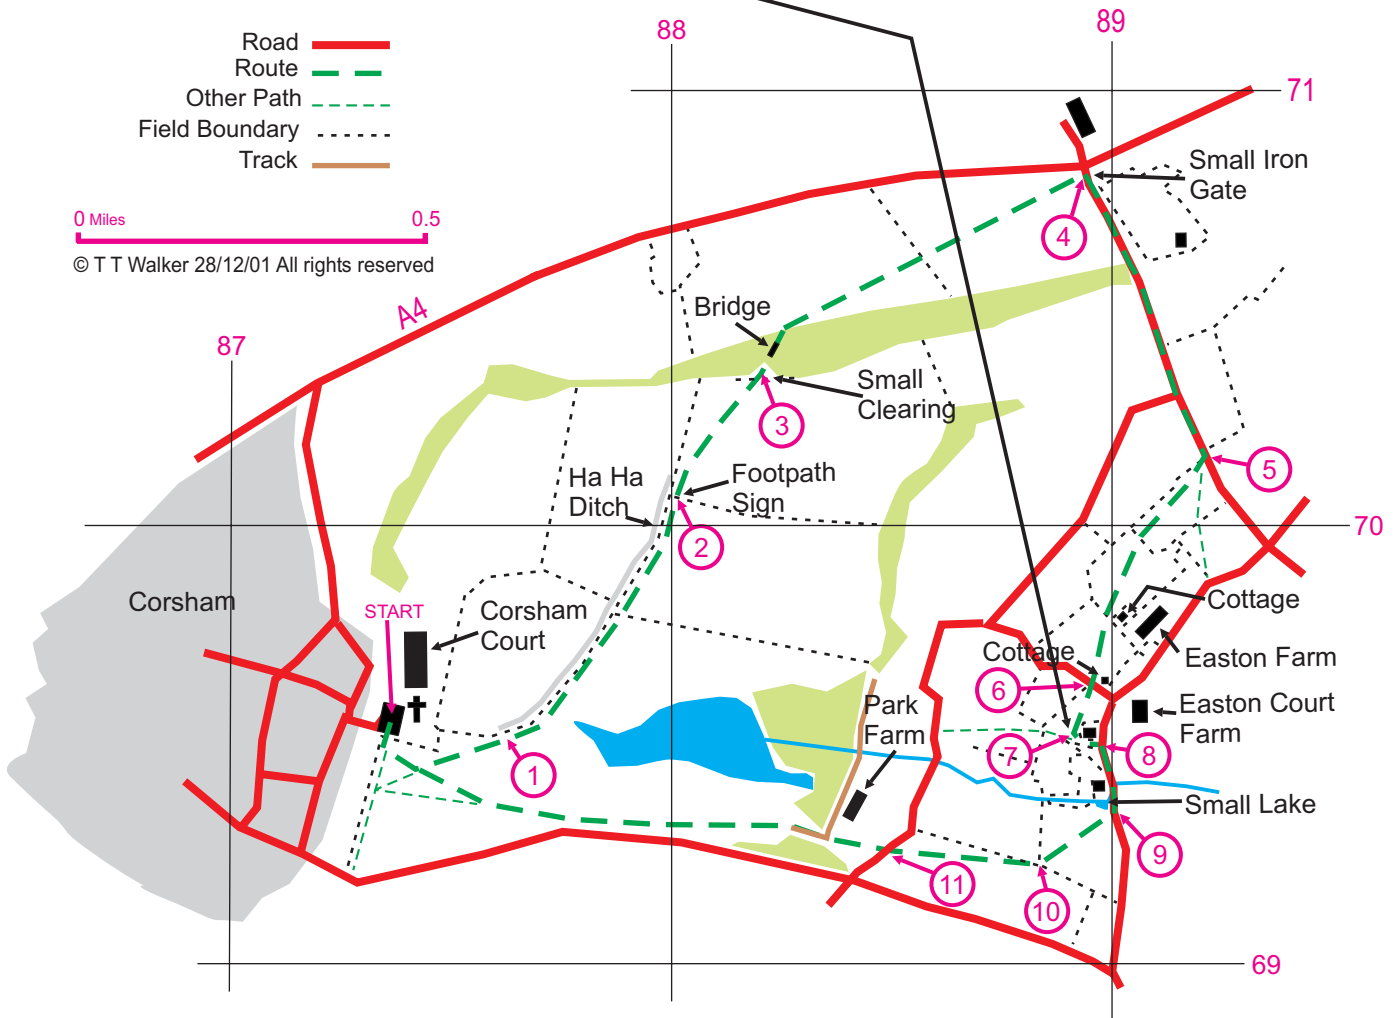 88
89
Road
Route
Other Path
Field Boundary
Track
71
Small Iron
Gate
0 Miles
0.5
© T T Walker 28/12/01 All rights reserved
4
A4
Bridge
87
Small
Clearing
3
Ha Ha
Ditch
Footpath
Sign
5
2
70
Corsham
START
Corsham
Court
Cottage
Cottage
Easton Farm
6
Park
Farm
Easton Court
Farm
7
8
1
Small Lake
9
11
10
69